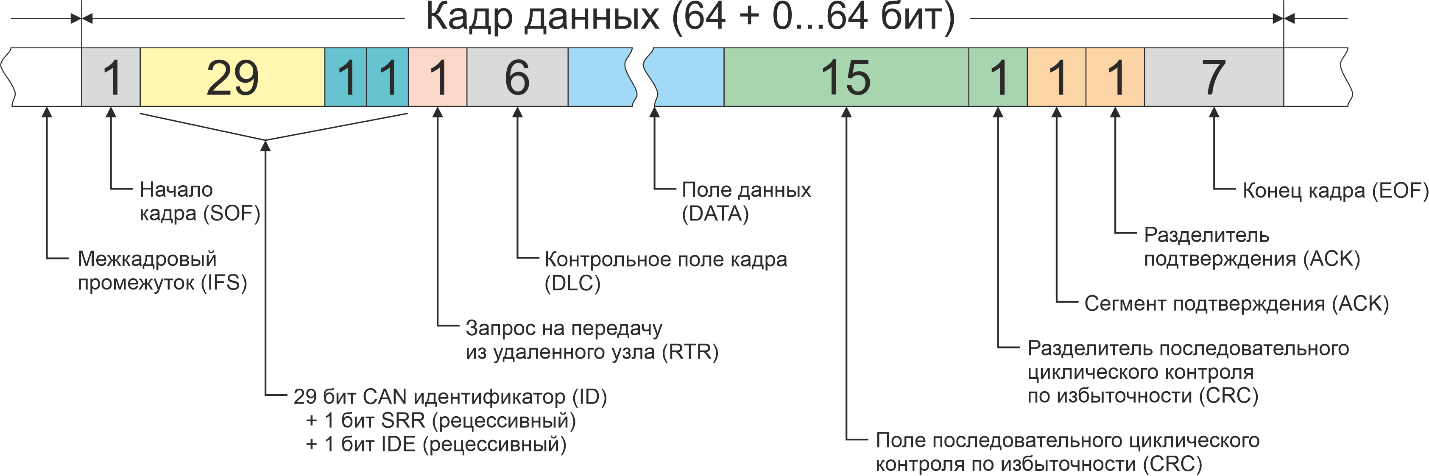 Кадр данных (64 + 0...64 бит)
1 29 1 1 1 6 15 1 1 1 7
Начало
кадра (SOF)
Межкадровый
промежуток (IFS)
Поле данных
(DATA)
Контрольное поле кадра
(DLC)
Запрос на передачу
из удаленного узла (RTR)
29 бит CAN идентификатор (ID)
+ 1 бит SRR (рецессивный)
+ 1 бит IDE (рецессивный)
Конец кадра (EOF)
Разделитель
подтверждения (ACK)
Сегмент подтверждения (ACK)
Разделитель последовательного
циклического контроля
по избыточности (CRC)
Поле последовательного циклического
контроля по избыточности (CRC)